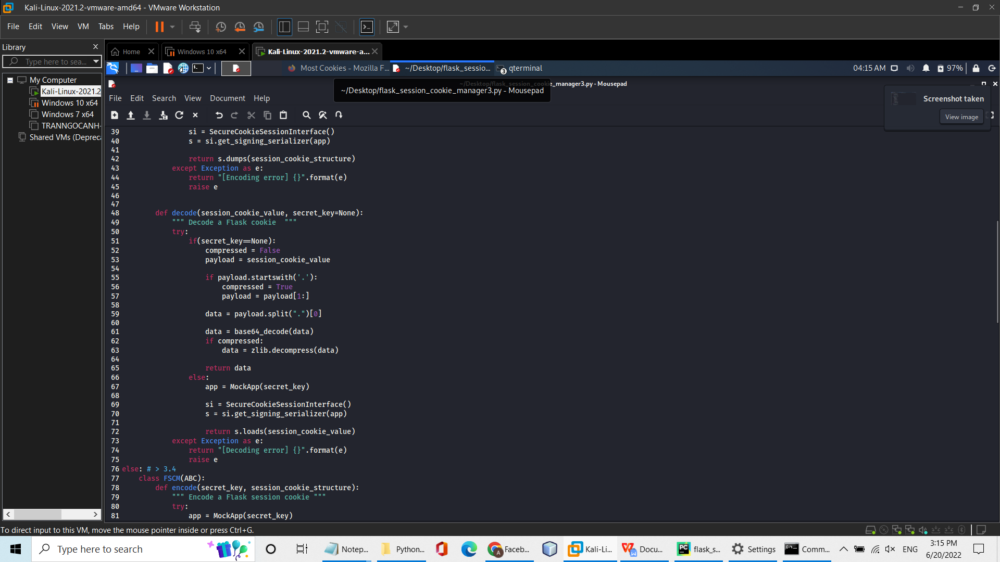 Kali-Linux-2021.2-vmware-amd64 - VMware Workstation
File Edit View VM Tabs Help
Library
Type here to sea...
My Computer
Kali-Linux-2021.2
Windows 10 x64
Windows 7 x64
TRANNGOCANH-
Shared VMs (Depreca
Home
Windows 10 x64
Kali-Linux-2021.2-vmware-a...
Most Cookies - Mozilla F...
~/Desktop/flask_sessio...
3
qterminal
04:15 AM
97%
~/Desktop/flask_session_cookie_manager3.py - Mousepad
~/Desktop/flask_session_cookie_manager3.py - Mousepad
File Edit Search View Document Help
Screenshot taken
View image
39 si = SecureCookieSessionInterface()
40 s = si.get_signing_serializer(app)
41
42 return s.dumps(session_cookie_structure)
43 except Exception as e:
44 return "[Encoding error] {}".format(e)
45 raise e
46
47
48 def decode(session_cookie_value, secret_key=None):
49 """ Decode a Flask cookie  """
50 try:
51 if(secret_key==None):
52 compressed = False
53 payload = session_cookie_value
54
55 if payload.startswith('.'):
56 compressed = True
57 payload = payload[1:]
58
59 data = payload.split(".")[0]
60
61 data = base64_decode(data)
62 if compressed:
63 data = zlib.decompress(data)
64
65 return data
66 else:
67 app = MockApp(secret_key)
68
69 si = SecureCookieSessionInterface()
70 s = si.get_signing_serializer(app)
71
72 return s.loads(session_cookie_value)
73 except Exception as e:
74 return "[Decoding error] {}".format(e)
75 raise e
76 else: # > 3.4
77 class FSCM(ABC):
78 def encode(secret_key, session_cookie_structure):
79 """ Encode a Flask session cookie """
80 try:
81 app = MockApp(secret_key)
To direct input to this VM, move the mouse pointer inside or press Ctrl+G.
Type here to search
Notep...
Python...
Faceb...
Kali-Li...
Docu...
flask_s...
Settings
Comm...
ENG
3:15 PM
6/20/2022